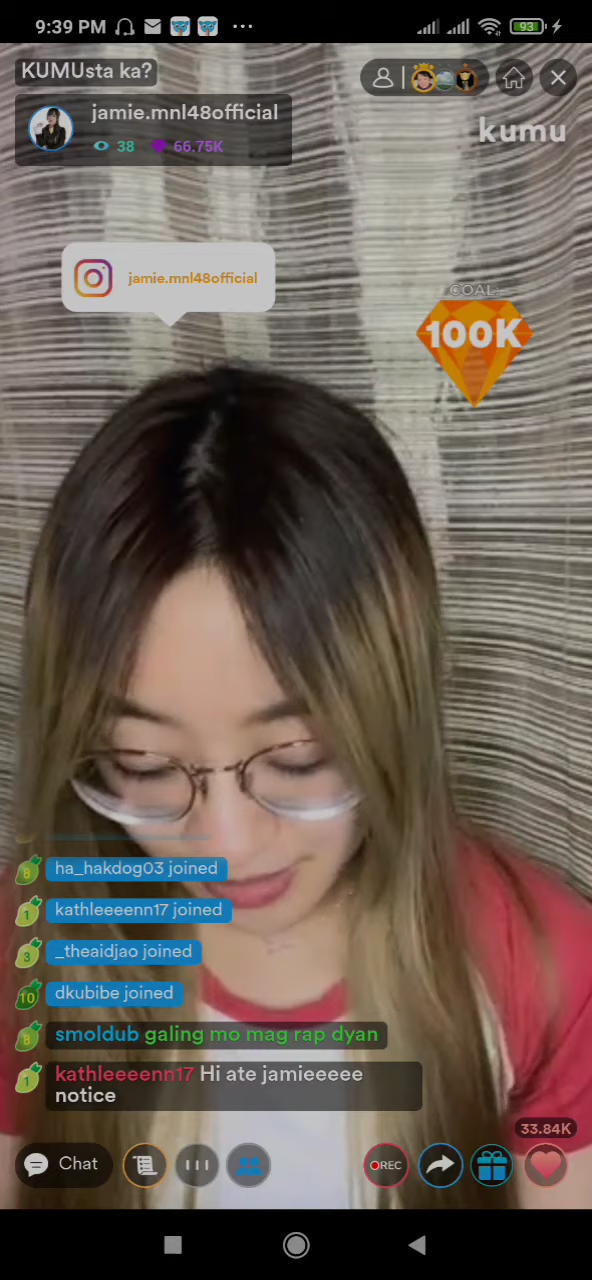 9:39 PM
93
KUMUsta ka?
jamie.mnl48official
38
66.75K
kumu
jamie.mnl48official
COAL
100K
8
ha_hakdog03 joined
1
kathleeeenn17 joined
3
_theaidjao joined
10
dkubibe joined
8
smoldub galing mo mag rap dyan
1
kathleeeenn17 Hi ate jamieeeee
notice
33.84K
Chat
REC